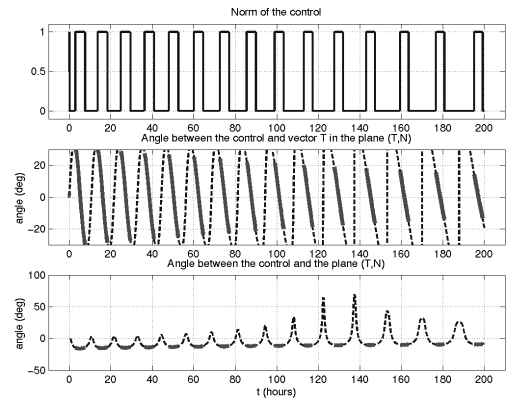 Norm of the control
1
0.5
0
0 20 40 60 80 100 120 140 160 180 200
Angle between the control and vector T in the plane (T,N)
angle (deg)
20
0
−20
0 20 40 60 80 100 120 140 160 180 200
Angle between the control and the plane (T,N)
angle (deg)
100
50
0
−50
0 20 40 60 80 100 120 140 160 180 200
t (hours)